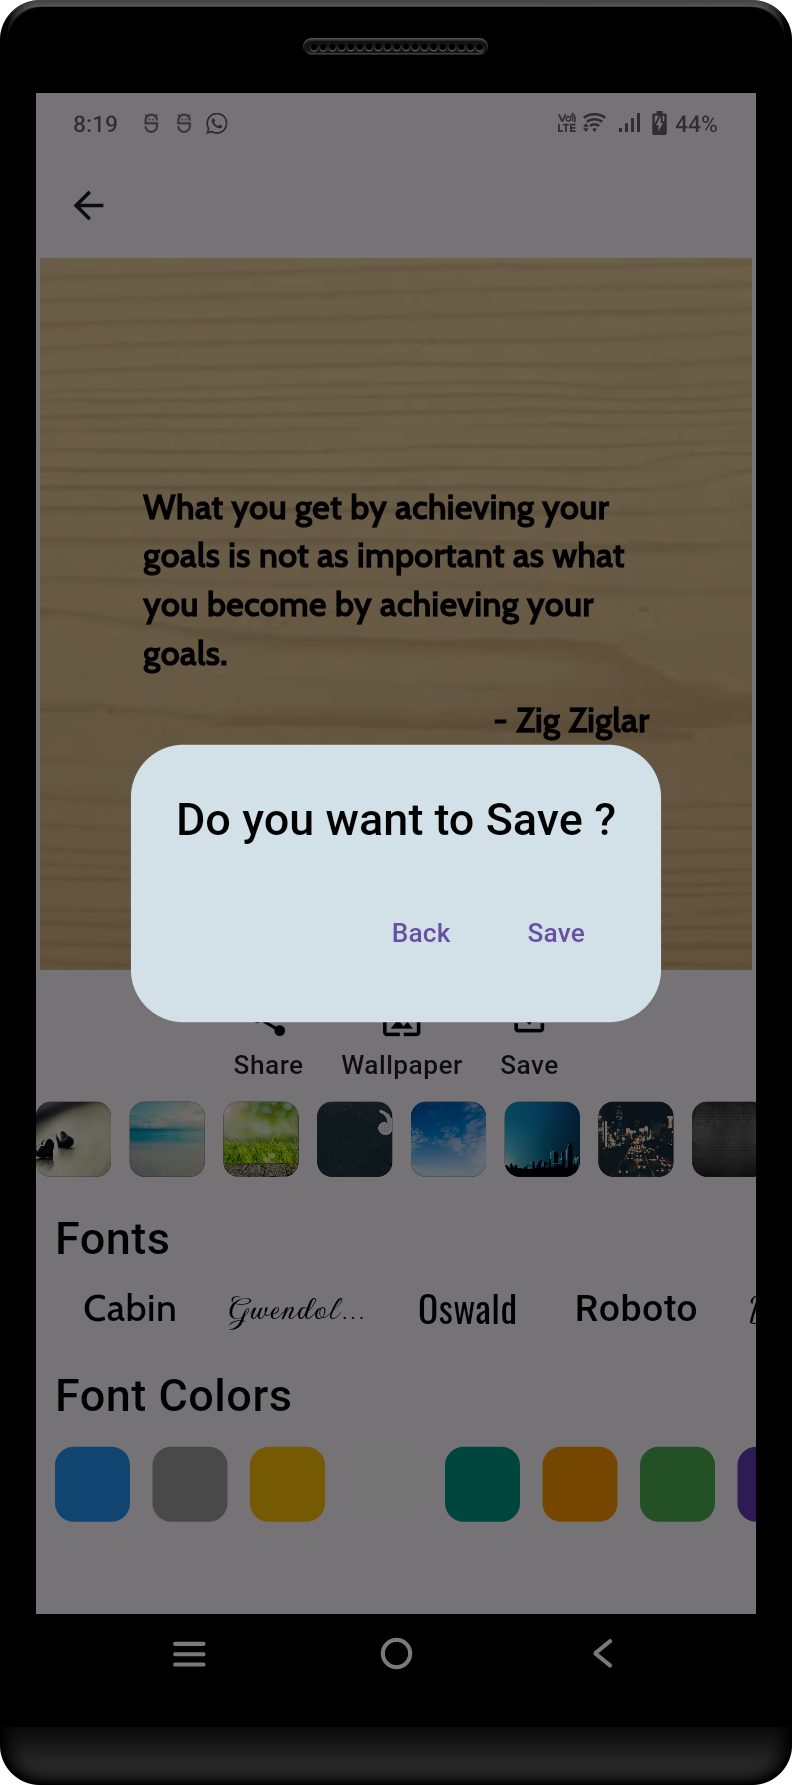 8:19 Vo) LTE 44%
What you get by achieving your
goals is not as important as what
you become by achieving your
goals.
- Zig Ziglar
Do you want to Save ?
Back Save
Share Wallpaper Save
Fonts
Cabin Gwendol... Oswald Roboto
Font Colors